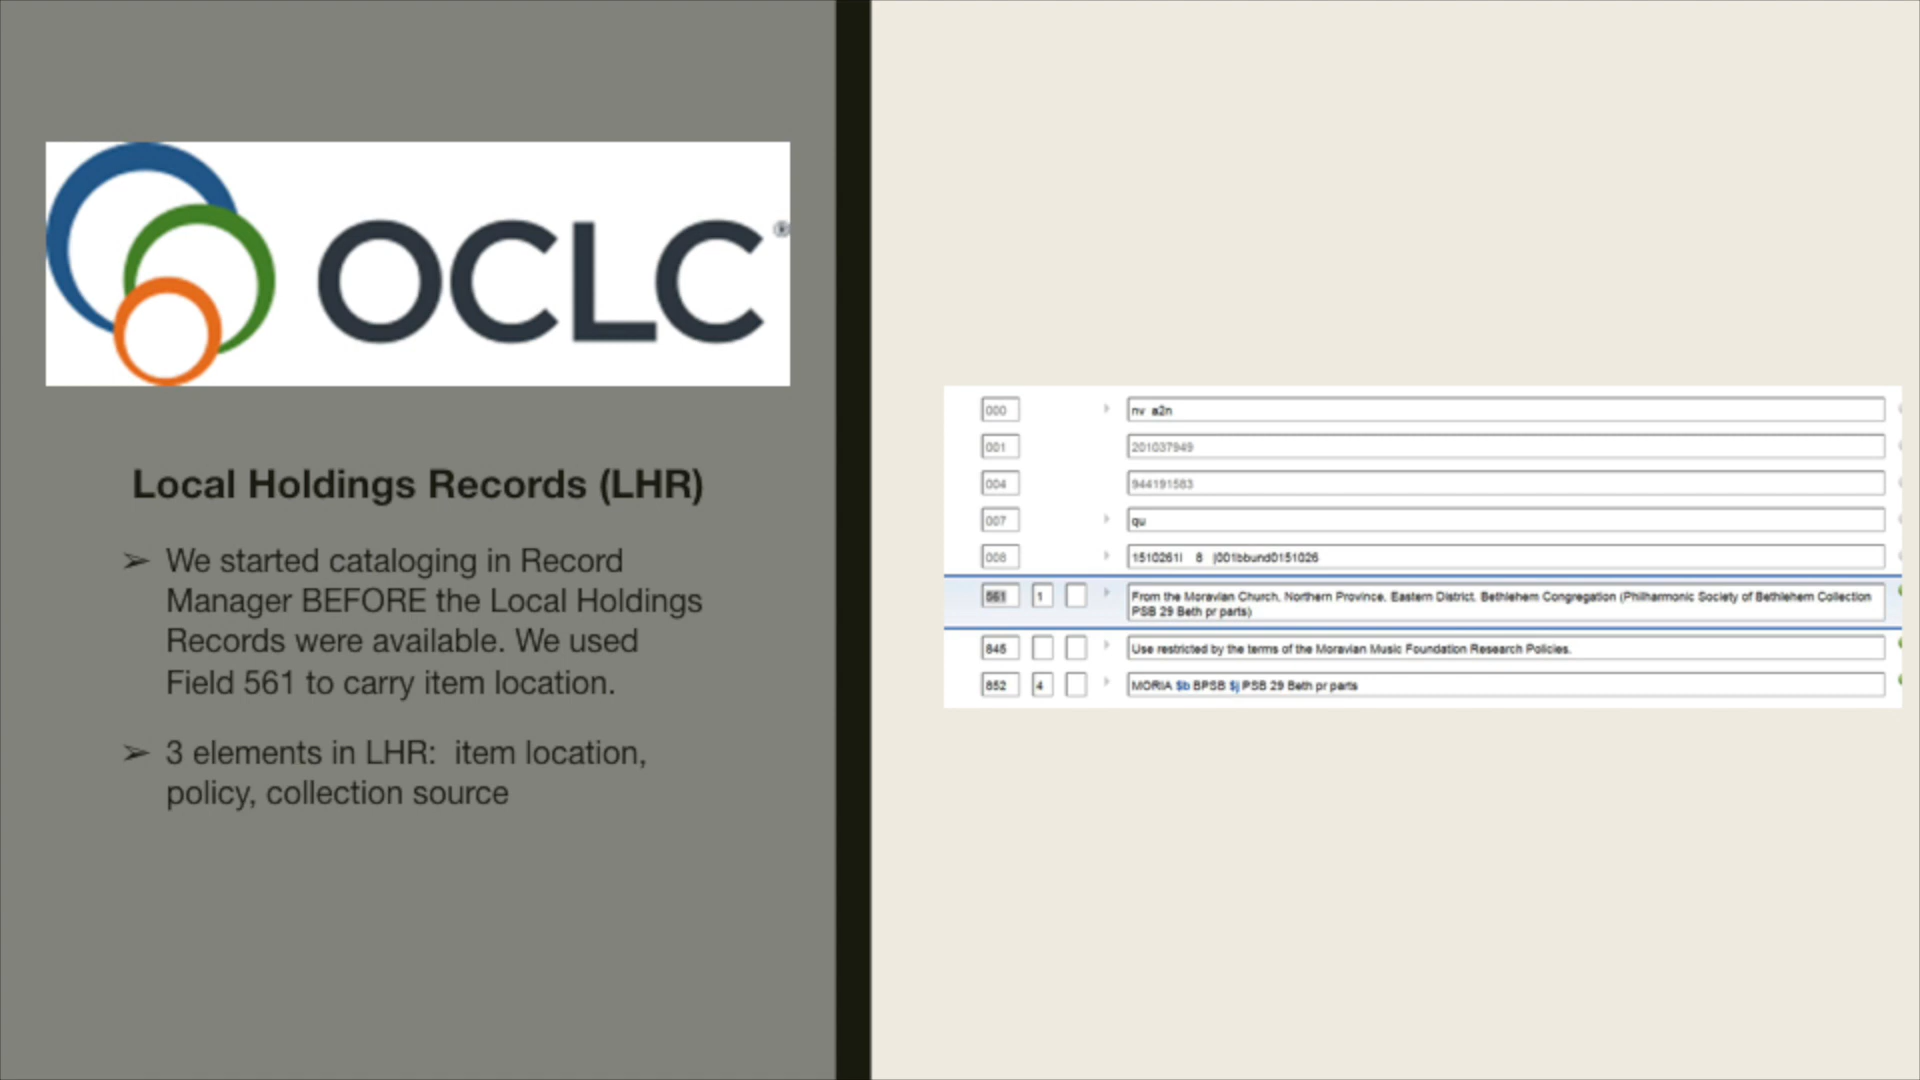 OCLC®
Local Holdings Records (LHR)
➢ We started cataloging in Record
Manager BEFORE the Local Holdings
Records were available. We used
Field 561 to carry item location.
➢ 3 elements in LHR: item location,
policy, collection source
000 nv a2n
001 201037949
004 944191583
007 qu
008
561 1 From the Moravian Church, Northern Province, Eastern District, Bethlehem Congregation (Philharmonic Society of Bethlehem Collection
PSB 29 Beth pr parts)
845 Use restricted by the terms of the Moravian Music Foundation Research Policies.
852 4 MORIA $b BPSB $j PSB 29 Beth pr parts